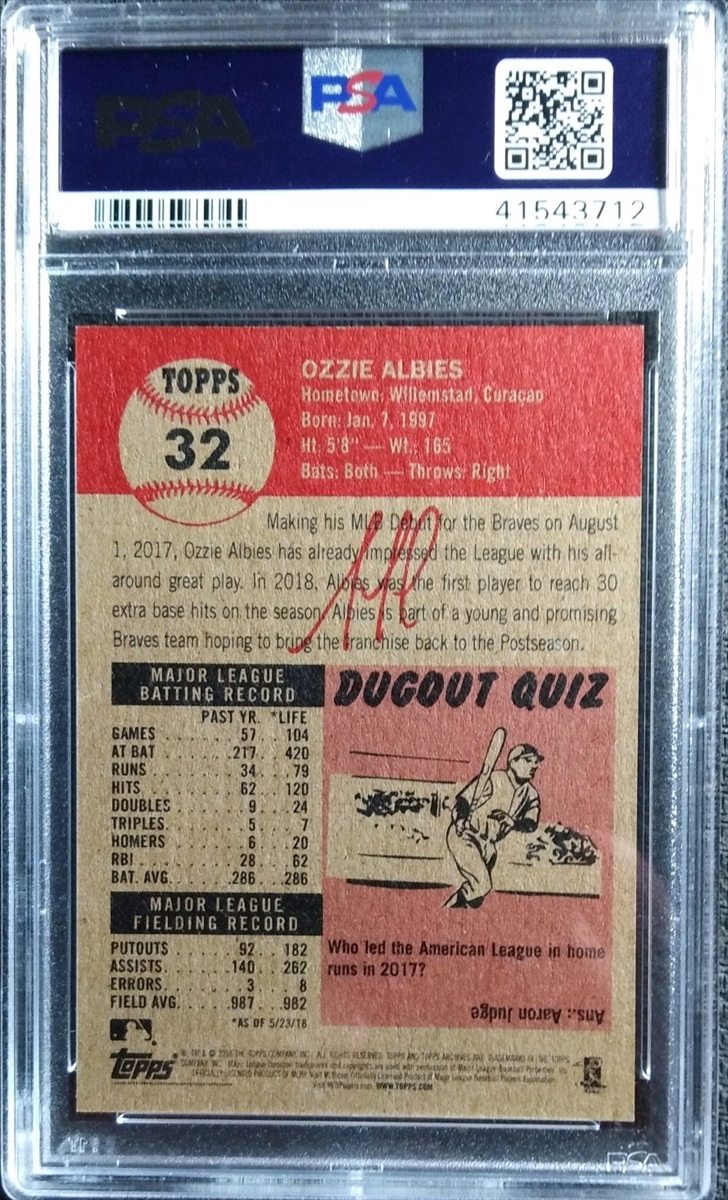 PSA
PSA
41543712
TOPPS
32
OZZIE ALBIES
Hometown: Willemstad, Curaçao
Born: Jan. 7, 1997
Ht: 5'8" — Wt.: 165
Bats: Both — Throws: Right
Making his MLB Debut for the Braves on August
1, 2017, Ozzie Albies has already impressed the League with his all-
around great play. In 2018, Albies was the first player to reach 30
extra base hits on the season. Albies is part of a young and promising
Braves team hoping to bring the franchise back to the Postseason.
MAJOR LEAGUE
BATTING RECORD
PAST YR. *LIFE
GAMES . . . . . . . 57 . . 104
AT BAT . . . . . . .217. . 420
RUNS . . . . . . . 34 . . . 79
HITS . . . . . . . 62 . . 120
DOUBLES . . . . . . 9 . . . 24
TRIPLES. . . . . . . 5 . . . . 7
HOMERS . . . . . . 6 . . . 20
RBI . . . . . . . . 28 . . . 62
BAT. AVG. . . . . .286. . .286
MAJOR LEAGUE
FIELDING RECORD
PUTOUTS . . . . . .92. . 182
ASSISTS. . . . . .140 . . 262
ERRORS . . . . . . 3 . . . . 8
FIELD AVG. . . . .987. . .982
*AS OF 5/23/18
DUGOUT QUIZ
Who led the American League in home
runs in 2017?
Ans.: Aaron Judge
Topps
WWW.TOPPS.COM
PSA